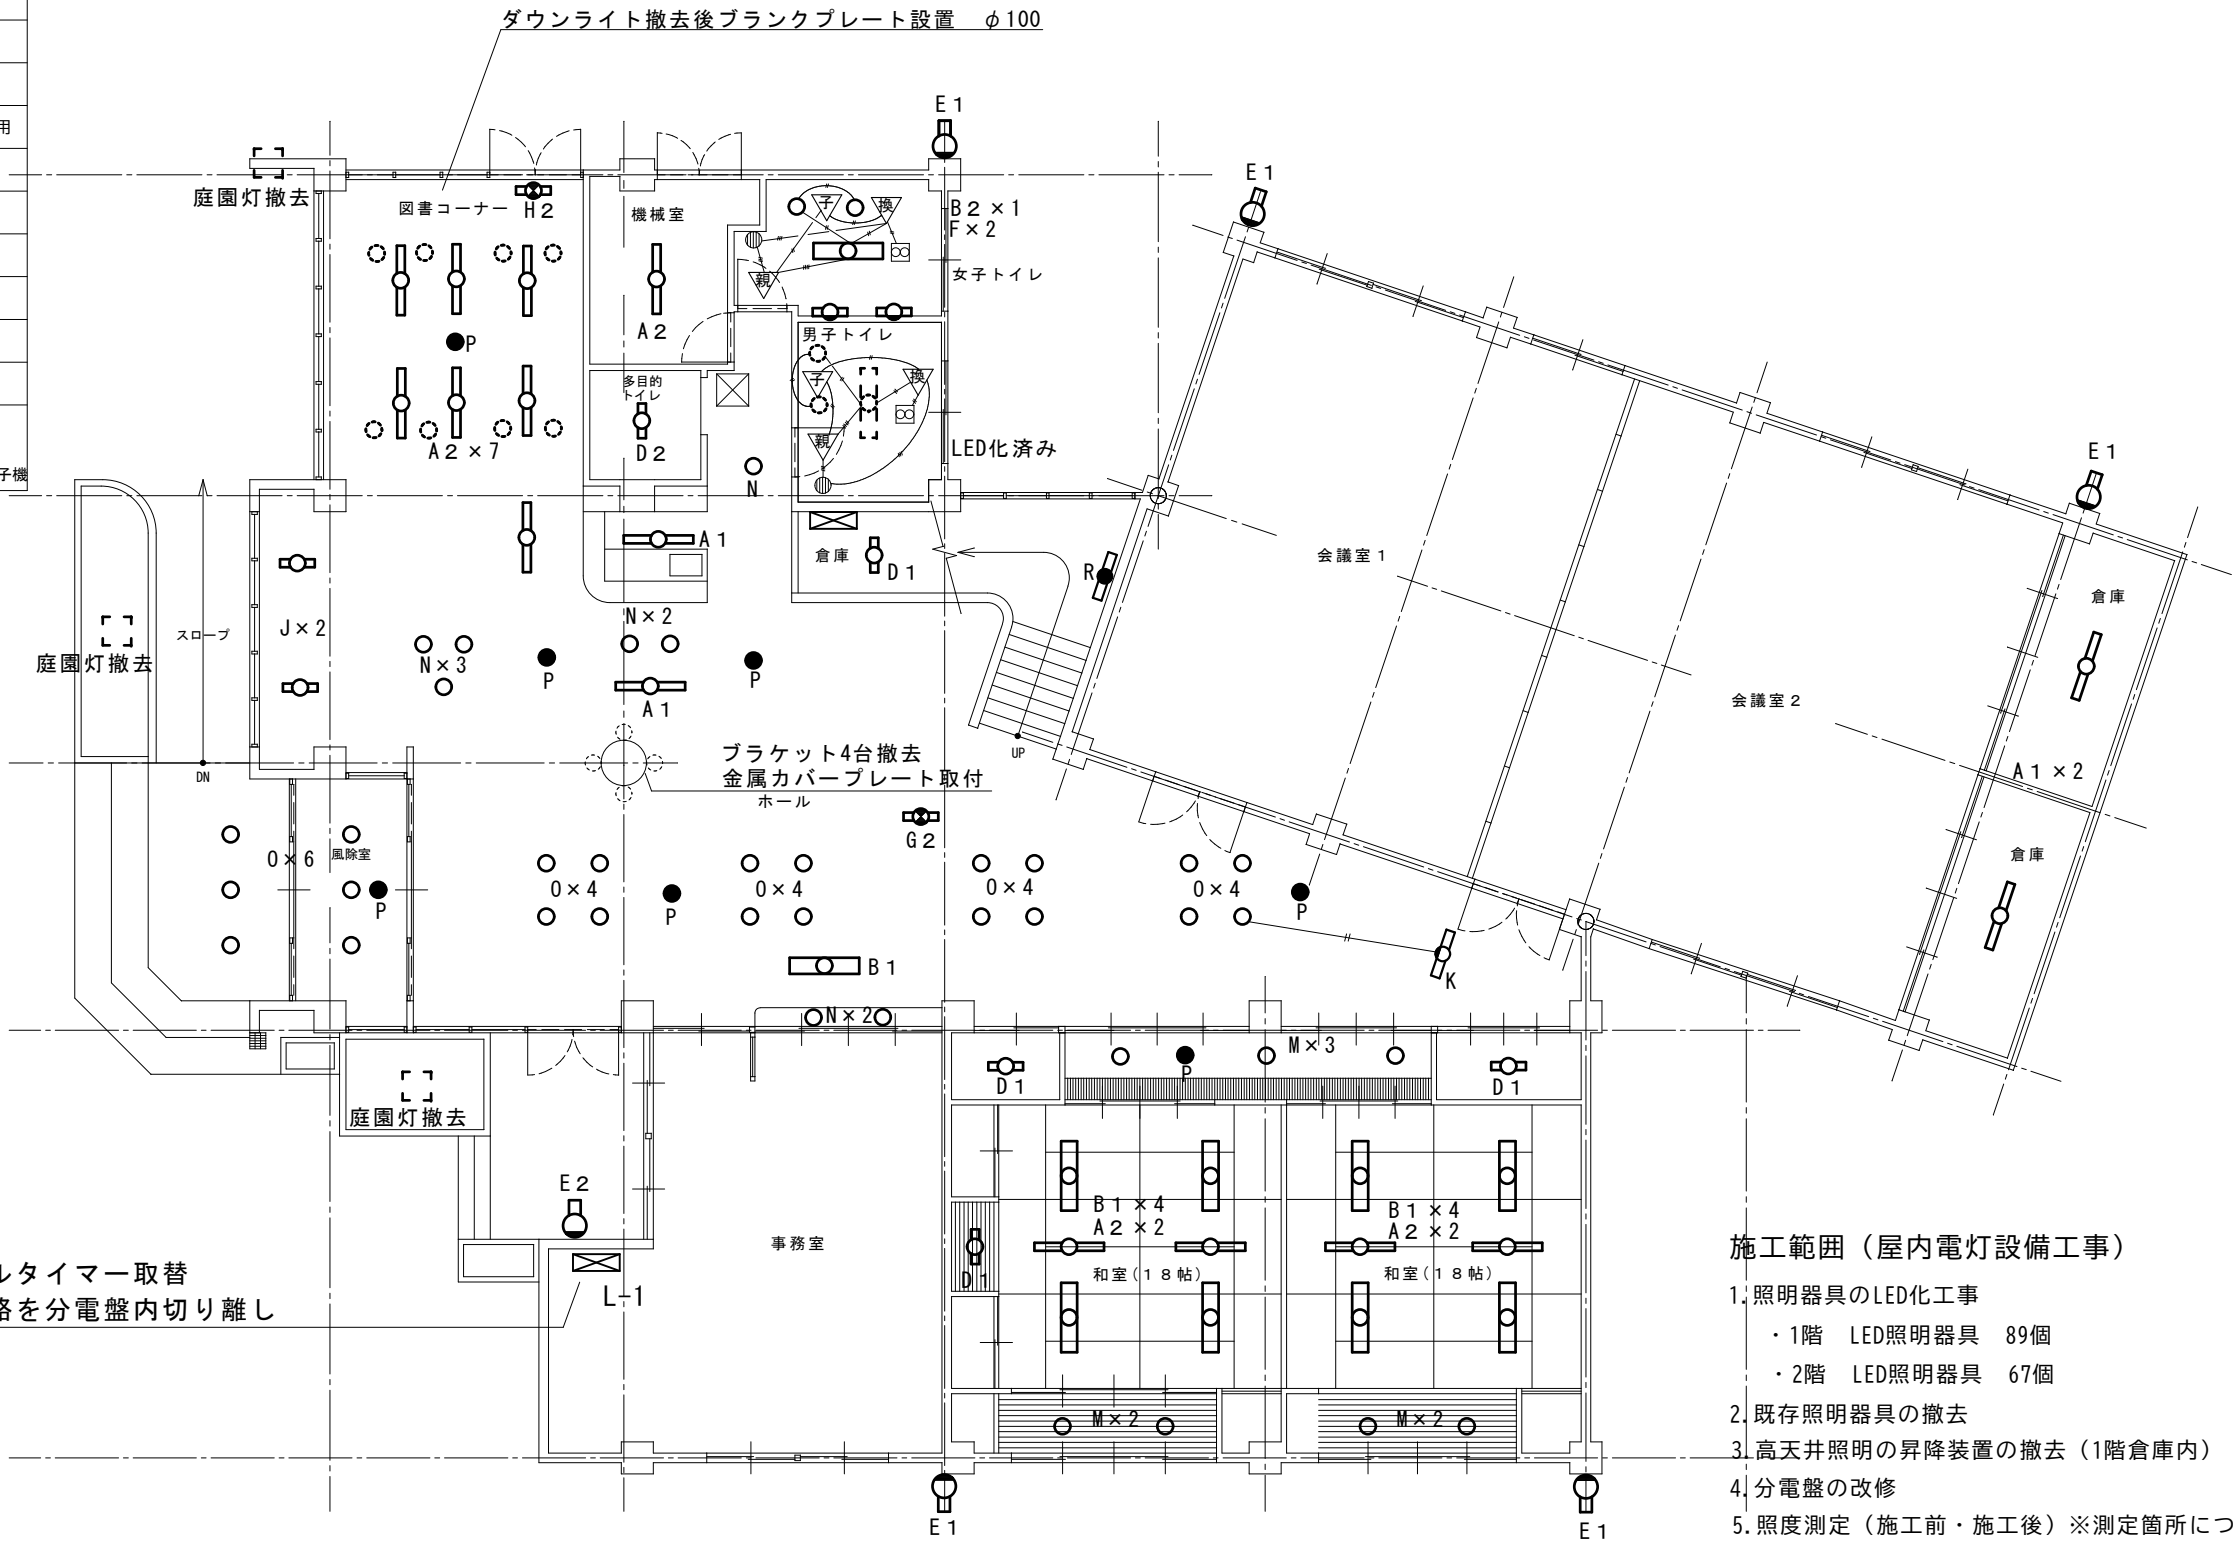 ダウンライト撤去後ブランクプレート設置　φ100
用
子機
E1
E1
E1
庭園灯撤去
図書コーナー
H2
機械室
子
換
親
B2×1
F×2
女子トイレ
A2
男子トイレ
P
多目的
トイレ
D2
子
換
親
A2×7
N
LED化済み
A1
倉庫
D1
R
会議室1
倉庫
スロープ
J×2
N×3
N×2
P
P
庭園灯撤去
A1
会議室2
DN
UP
ブラケット4台撤去
金属カバープレート取付
ホール
A1×2
G2
倉庫
O×6
風除室
P
O×4
P
O×4
O×4
O×4
P
B1
K
N×2
M×3
P
D1
D1
庭園灯撤去
E2
事務室
B1×4
A2×2
和室(18帖)
B1×4
A2×2
和室(18帖)
D1
L-1
ルタイマー取替
路を分電盤内切り離し
M×2
M×2
E1
E1
施工範囲（屋内電灯設備工事）
1.照明器具のLED化工事
・1階　LED照明器具　89個
・2階　LED照明器具　67個
2.既存照明器具の撤去
3.高天井照明の昇降装置の撤去（1階倉庫内）
4.分電盤の改修
5.照度測定（施工前・施工後）※測定箇所につ